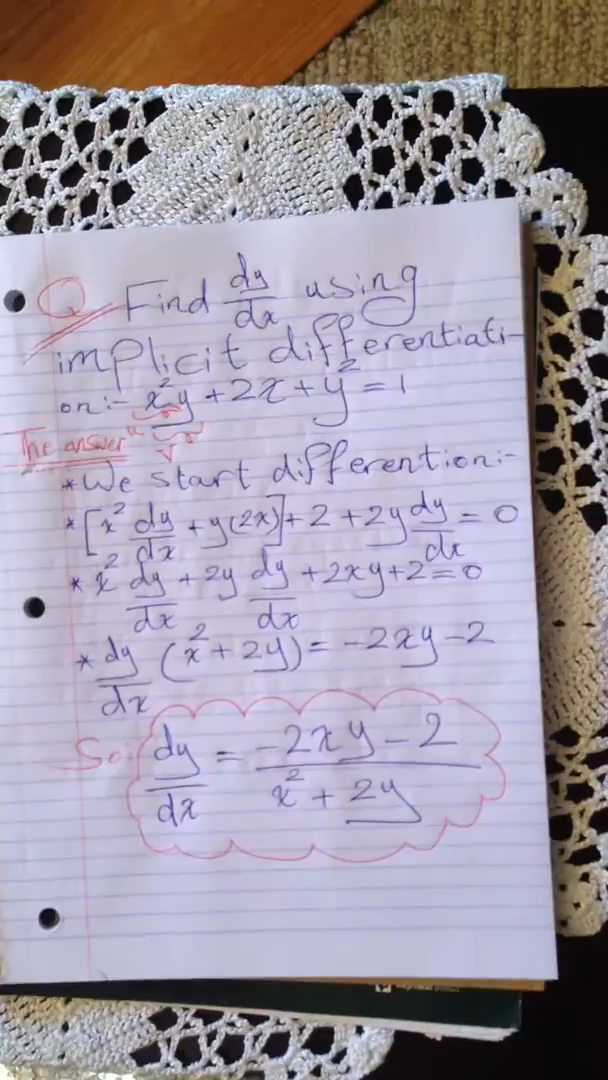 Q Find dy/dx using
implicit differentiati-
on:- x²y + 2x + y² = 1
The answer"
*We start differention:-
*[x² dy/dx + y(2x)] + 2 + 2y dy/dx = 0
* x² dy/dx + 2y dy/dx + 2xy + 2 = 0
* dy/dx (x² + 2y) = -2xy - 2
So dy/dx = -2xy - 2 / x² + 2y